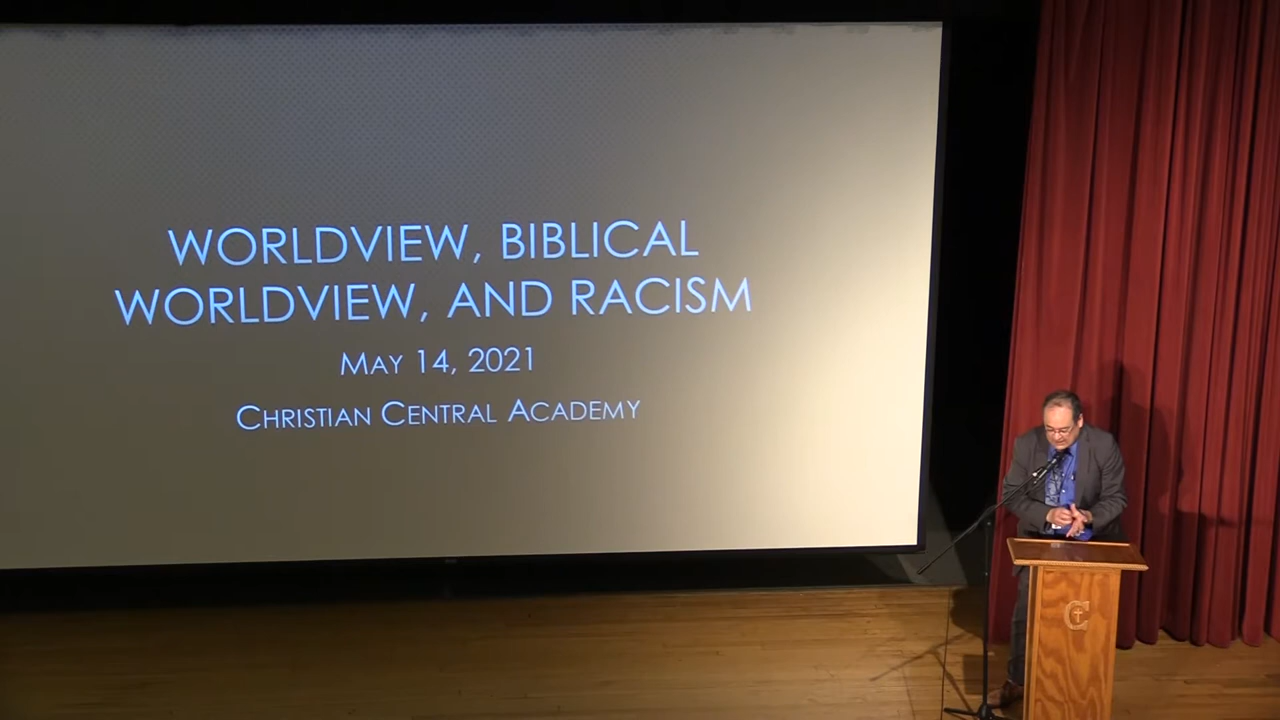 WORLDVIEW, BIBLICAL
WORLDVIEW, AND RACISM
MAY 14, 2021
CHRISTIAN CENTRAL ACADEMY
C